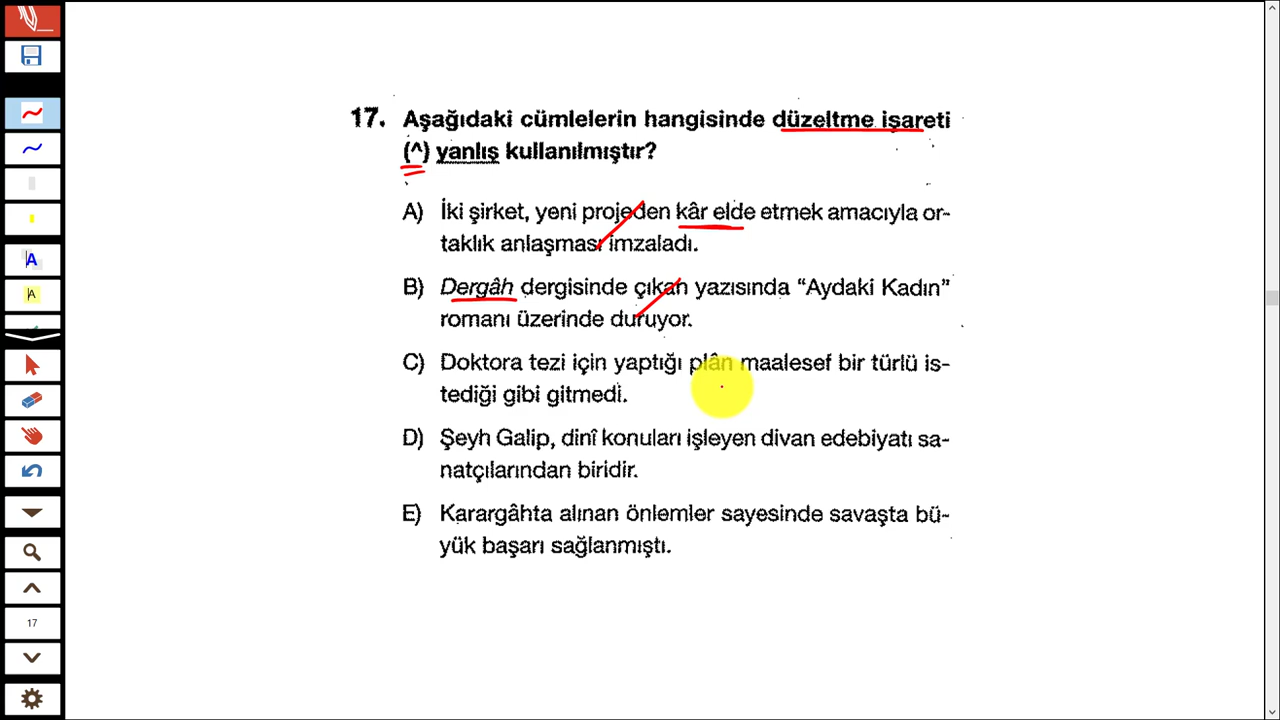 17. Aşağıdaki cümlelerin hangisinde düzeltme işareti
(^) yanlış kullanılmıştır?
A) İki şirket, yeni projeden kâr elde etmek amacıyla or-
taklık anlaşması imzaladı.
B) Dergâh dergisinde çıkan yazısında “Aydaki Kadın”
romanı üzerinde duruyor.
C) Doktora tezi için yaptığı plân maalesef bir türlü is-
tediği gibi gitmedi.
D) Şeyh Galip, dinî konuları işleyen divan edebiyatı sa-
natçılarından biridir.
E) Karargâhta alınan önlemler sayesinde savaşta bü-
yük başarı sağlanmıştı.
A
A
17